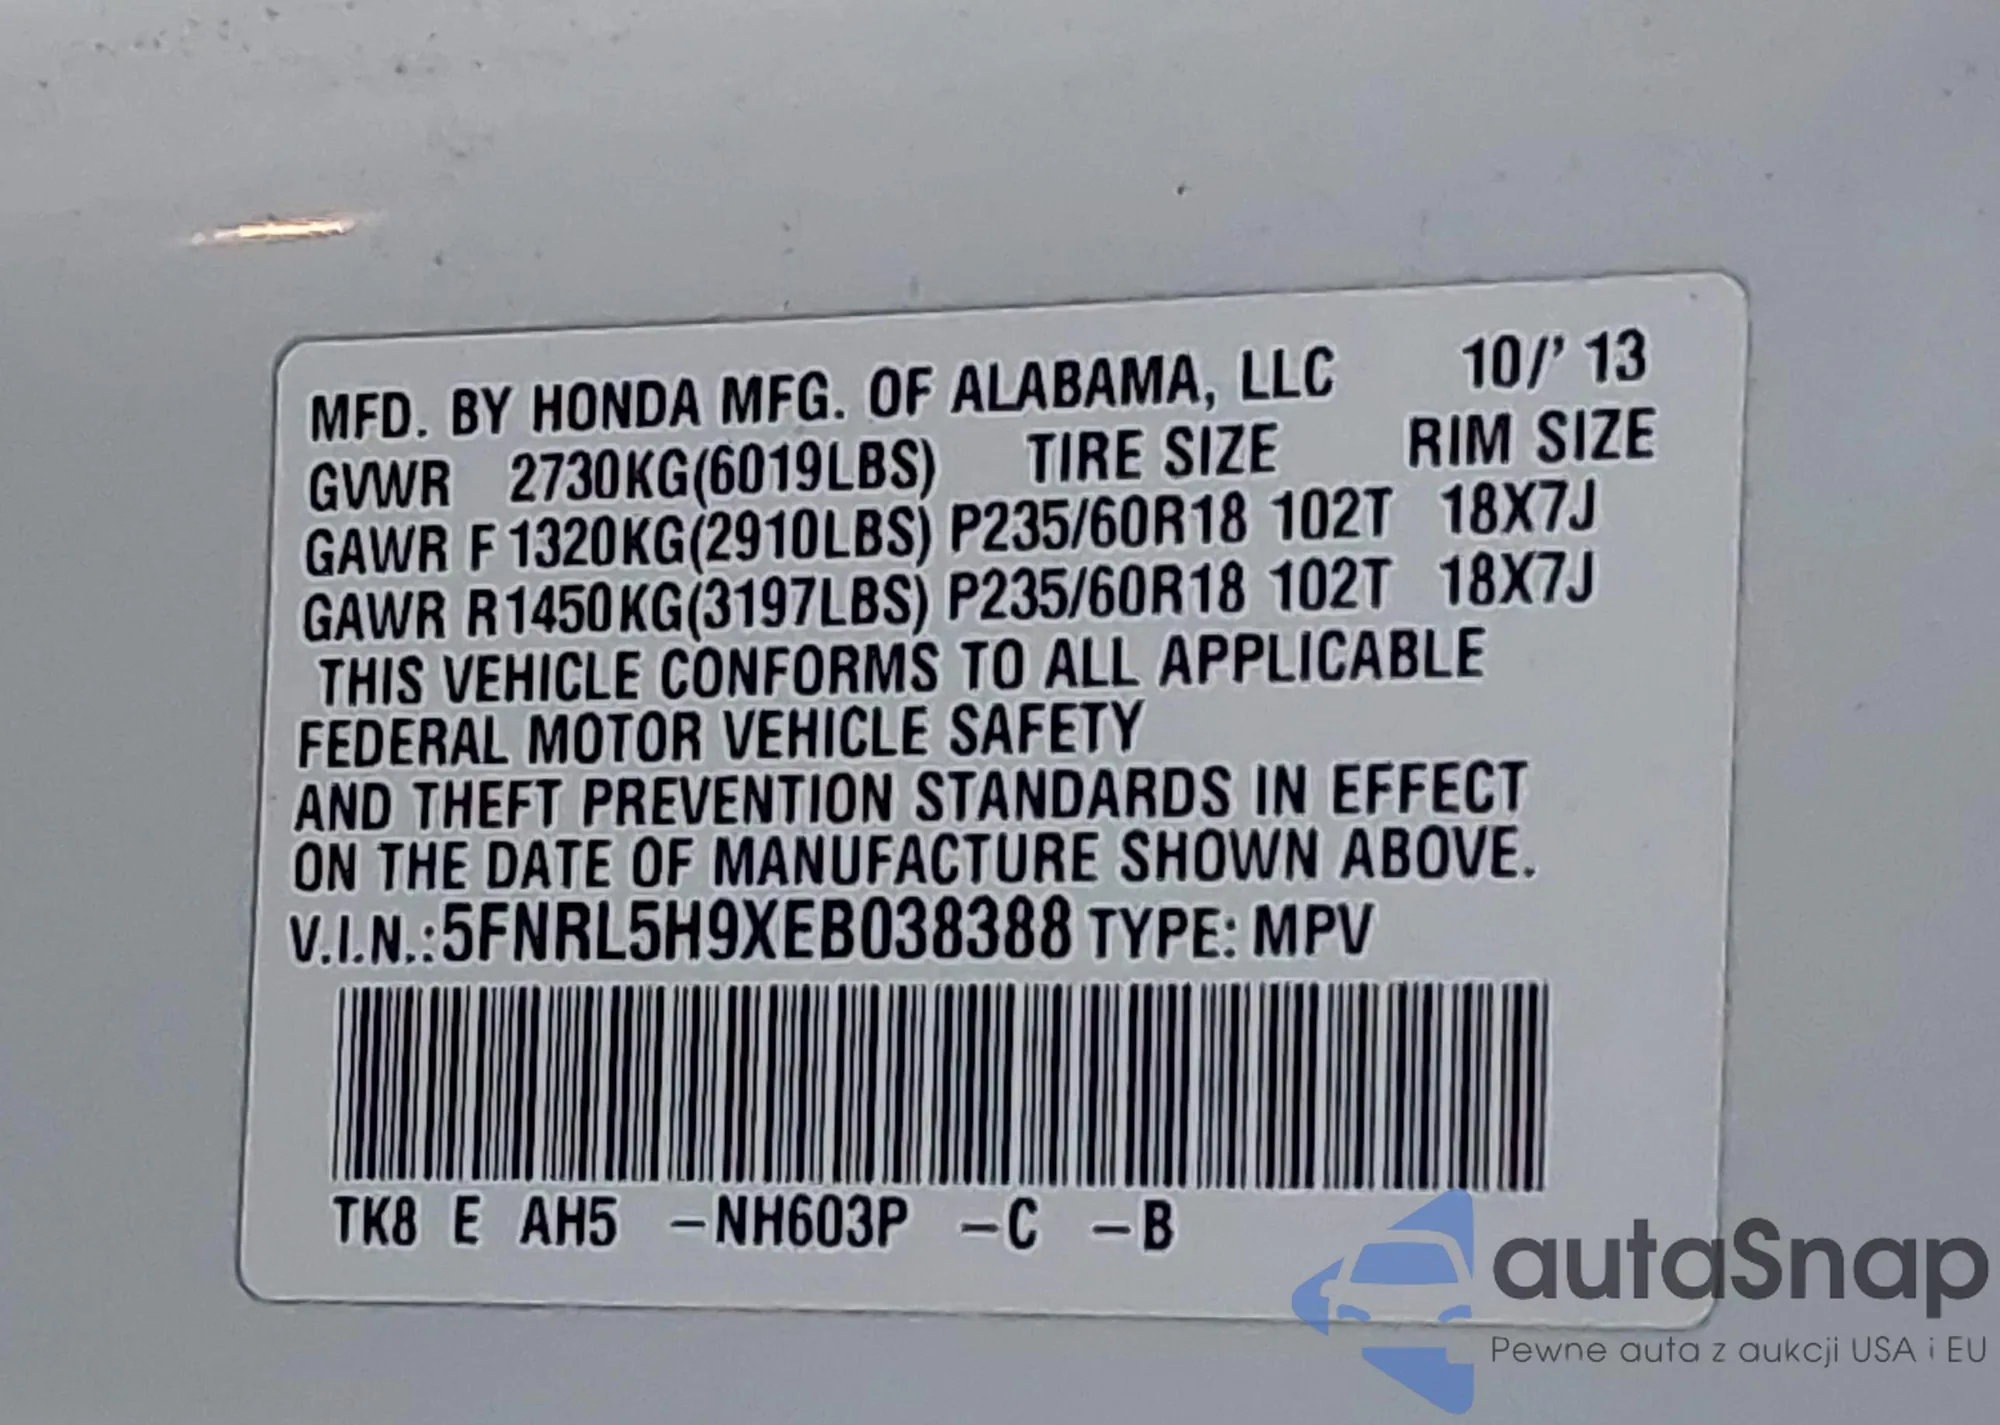 MFD. BY HONDA MFG. OF ALABAMA, LLC 10/' 13
GVWR 2730KG(6019LBS) TIRE SIZE RIM SIZE
GAWR F 1320KG(2910LBS) P235/60R18 102T 18X7J
GAWR R 1450KG(3197LBS) P235/60R18 102T 18X7J
THIS VEHICLE CONFORMS TO ALL APPLICABLE
FEDERAL MOTOR VEHICLE SAFETY
AND THEFT PREVENTION STANDARDS IN EFFECT
ON THE DATE OF MANUFACTURE SHOWN ABOVE.
V.I.N.:5FNRL5H9XEB038388 TYPE: MPV
TK8 E AH5 -NH603P -C -B
autaSnap
Pewne auta z aukcji USA i EU